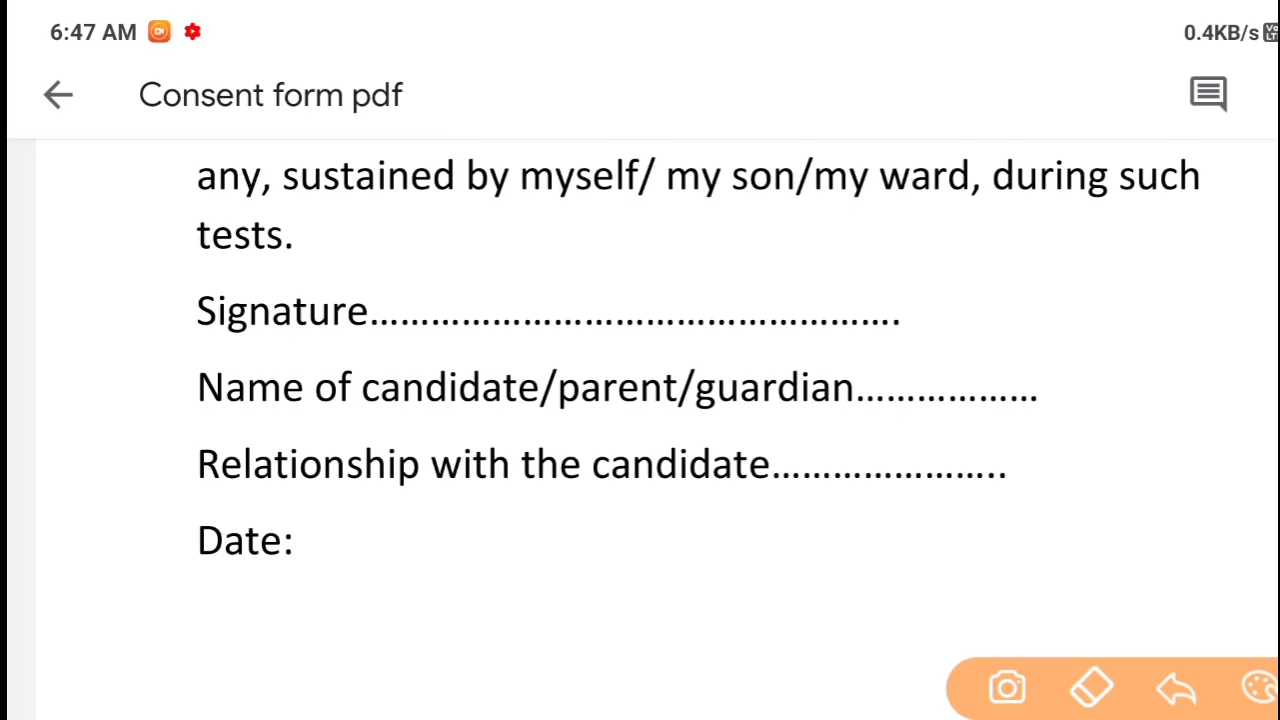 6:47 AM
0.4KB/s
Consent form pdf
any, sustained by myself/ my son/my ward, during such
tests.
Signature…………………………………………….
Name of candidate/parent/guardian………………
Relationship with the candidate…………………..
Date: